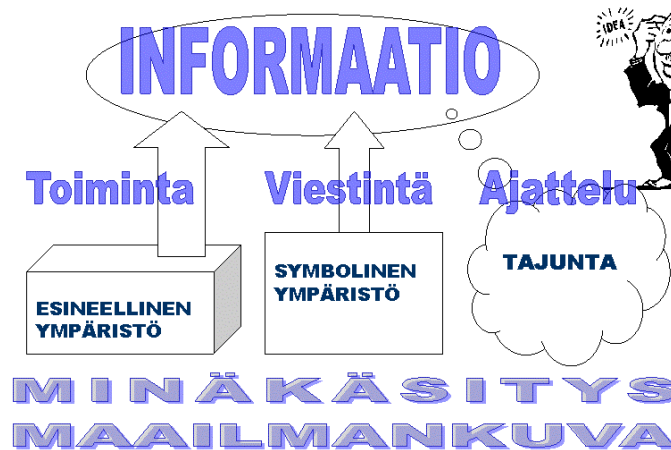 INFORMAATIO
IDEA
Toiminta
Viestintä
Ajattelu
ESINEELLINEN
YMPÄRISTÖ
SYMBOLINEN
YMPÄRISTÖ
TAJUNTA
MINÄKÄSITYS
MAAILMANKUVA